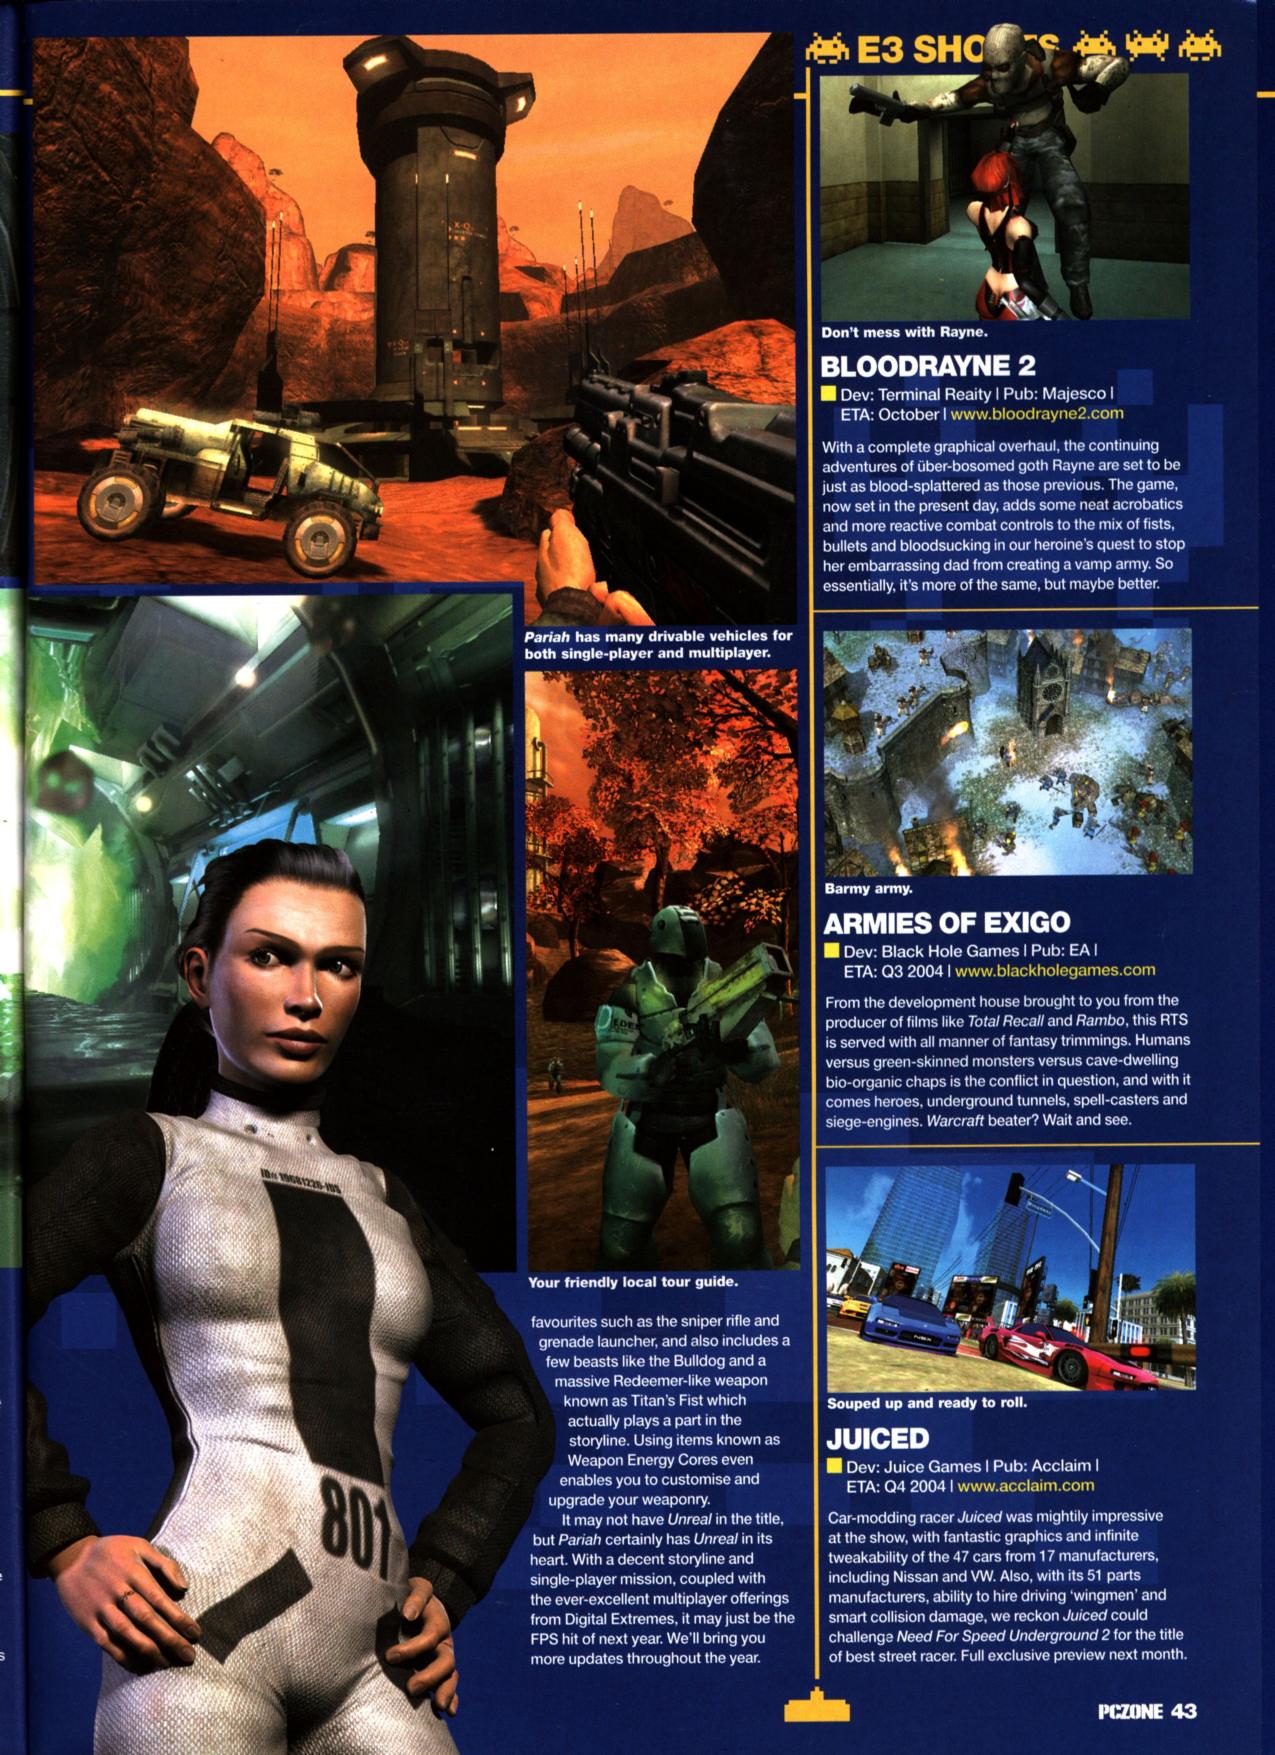 E3 SHO
Don't mess with Rayne.
BLOODRAYNE 2
Dev: Terminal Reaity | Pub: Majesco |
ETA: October | www.bloodrayne2.com
With a complete graphical overhaul, the continuing
adventures of über-bosomed goth Rayne are set to be
just as blood-splattered as those previous. The game,
now set in the present day, adds some neat acrobatics
and more reactive combat controls to the mix of fists,
bullets and bloodsucking in our heroine's quest to stop
her embarrassing dad from creating a vamp army. So
essentially, it's more of the same, but maybe better.
Pariah has many drivable vehicles for
both single-player and multiplayer.
Barmy army.
ARMIES OF EXIGO
Dev: Black Hole Games | Pub: EA |
ETA: Q3 2004 | www.blackholegames.com
From the development house brought to you from the
producer of films like Total Recall and Rambo, this RTS
is served with all manner of fantasy trimmings. Humans
versus green-skinned monsters versus cave-dwelling
bio-organic chaps is the conflict in question, and with it
comes heroes, underground tunnels, spell-casters and
siege-engines. Warcraft beater? Wait and see.
ID# 19681226-105
801
Your friendly local tour guide.
favourites such as the sniper rifle and
grenade launcher, and also includes a
few beasts like the Bulldog and a
massive Redeemer-like weapon
known as Titan's Fist which
actually plays a part in the
storyline. Using items known as
Weapon Energy Cores even
enables you to customise and
upgrade your weaponry.
It may not have Unreal in the title,
but Pariah certainly has Unreal in its
heart. With a decent storyline and
single-player mission, coupled with
the ever-excellent multiplayer offerings
from Digital Extremes, it may just be the
FPS hit of next year. We'll bring you
more updates throughout the year.
NSX
Souped up and ready to roll.
JUICED
Dev: Juice Games | Pub: Acclaim |
ETA: Q4 2004 | www.acclaim.com
Car-modding racer Juiced was mightily impressive
at the show, with fantastic graphics and infinite
tweakability of the 47 cars from 17 manufacturers,
including Nissan and VW. Also, with its 51 parts
manufacturers, ability to hire driving 'wingmen' and
smart collision damage, we reckon Juiced could
challenge Need For Speed Underground 2 for the title
of best street racer. Full exclusive preview next month.
PCZONE 43